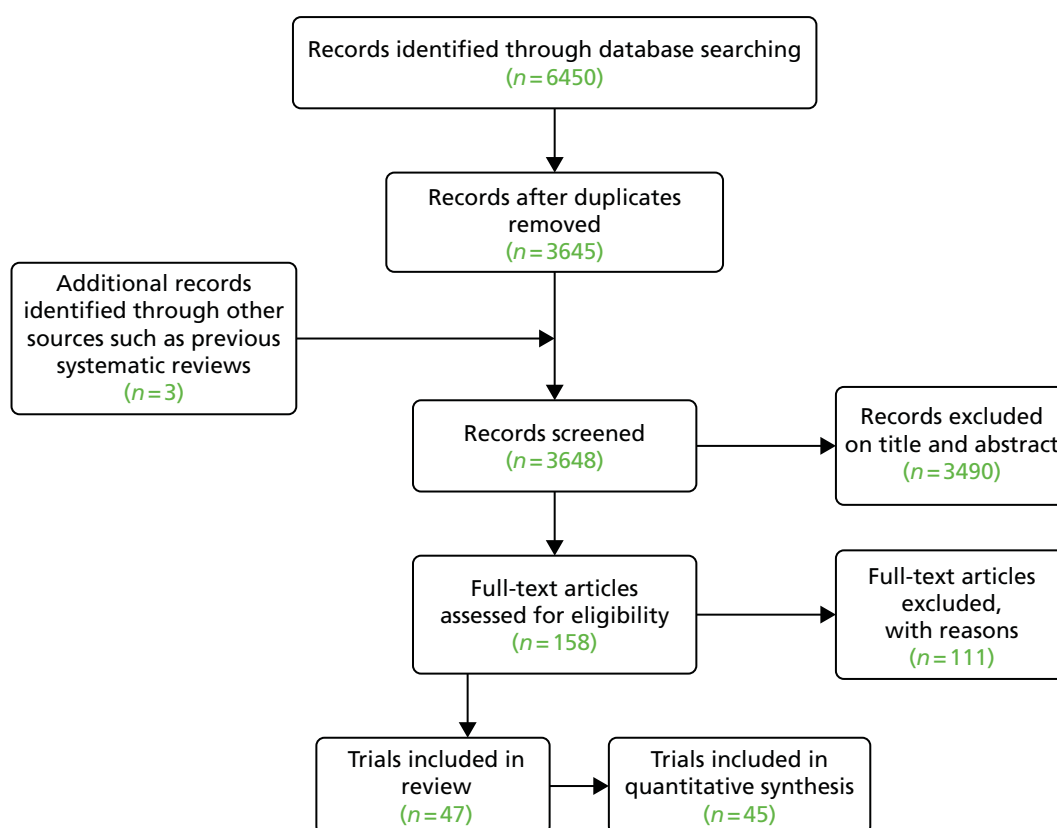 Records identified through database searching
(n=6450)
Records after duplicates
removed
(n=3645)
Additional records
identified through other
sources such as previous
systematic reviews
(n=3)
Records screened
(n=3648)
Records excluded
on title and abstract
(n=3490)
Full-text articles
assessed for eligibility
(n=158)
Full-text articles
excluded,
with reasons
(n=111)
Trials included in
review
(n=47)
Trials included in
quantitative synthesis
(n=45)